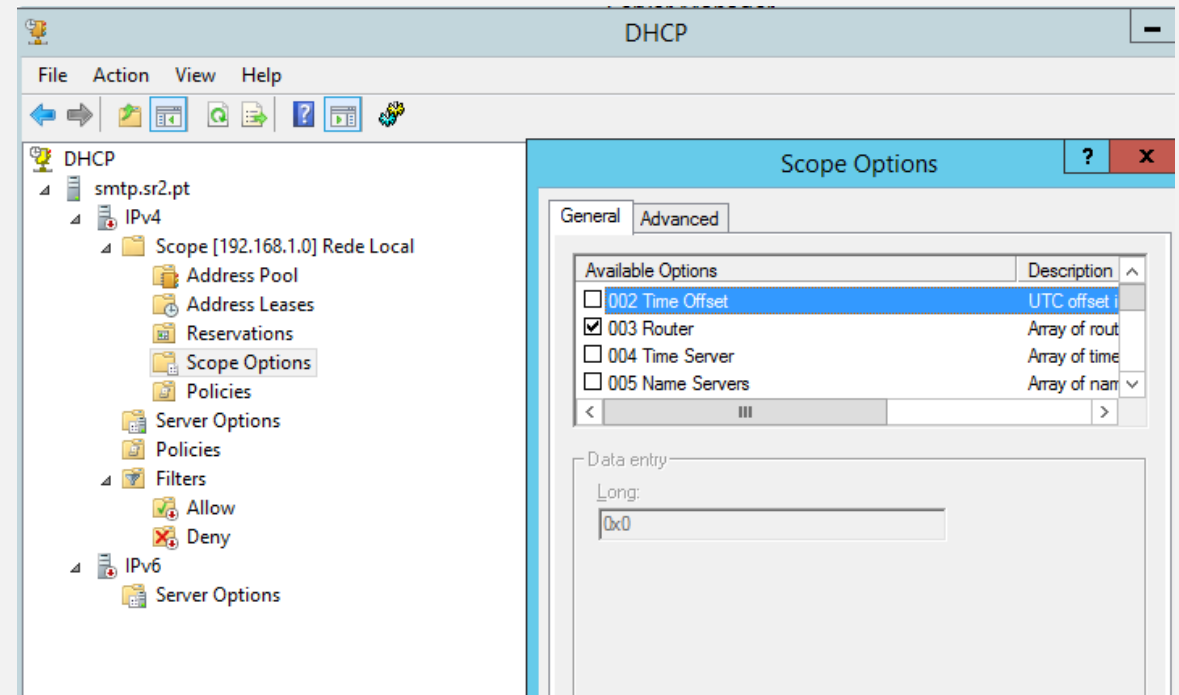 DHCP
File Action View Help
DHCP
smtp.sr2.pt
IPv4
Scope [192.168.1.0] Rede Local
Address Pool
Address Leases
Reservations
Scope Options
Policies
Server Options
Policies
Filters
Allow
Deny
IPv6
Server Options
Scope Options
? x
General Advanced
Available Options Description
002 Time Offset UTC offset i
003 Router Array of rout
004 Time Server Array of time
005 Name Servers Array of nam
Data entry
Long:
0x0